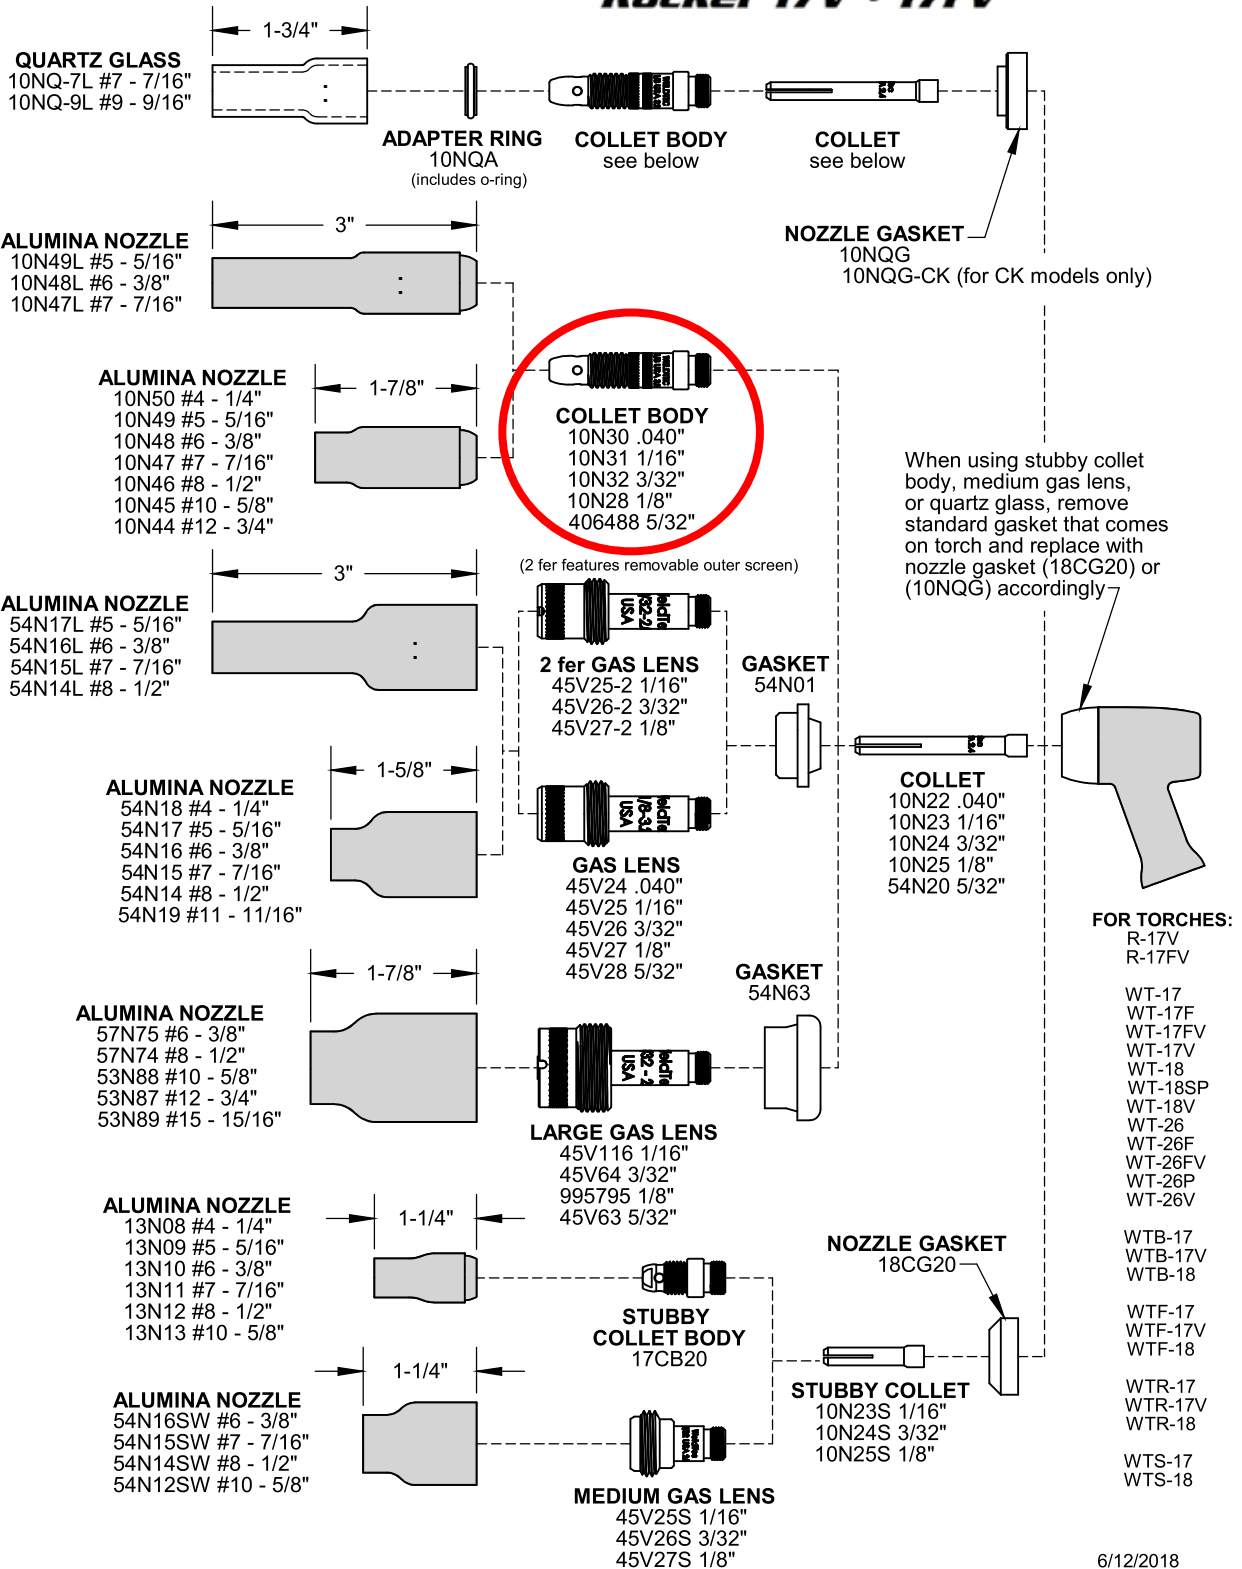 1-3/4"
QUARTZ GLASS
10NQ-7L #7 - 7/16"
10NQ-9L #9 - 9/16"
ADAPTER RING
10NQA
(includes o-ring)
COLLET BODY
see below
COLLET
see below
NOZZLE GASKET
10NQG
10NQG-CK (for CK models only)
3"
ALUMINA NOZZLE
10N49L #5 - 5/16"
10N48L #6 - 3/8"
10N47L #7 - 7/16"
1-7/8"
ALUMINA NOZZLE
10N50 #4 - 1/4"
10N49 #5 - 5/16"
10N48 #6 - 3/8"
10N47 #7 - 7/16"
10N46 #8 - 1/2"
10N45 #10 - 5/8"
10N44 #12 - 3/4"
COLLET BODY
10N30 .040"
10N31 1/16"
10N32 3/32"
10N28 1/8"
406488 5/32"
When using stubby collet
body, medium gas lens,
or quartz glass, remove
standard gasket that comes
on torch and replace with
nozzle gasket (18CG20) or
(10NQG) accordingly
3"
ALUMINA NOZZLE
54N17L #5 - 5/16"
54N16L #6 - 3/8"
54N15L #7 - 7/16"
54N14L #8 - 1/2"
(2 fer features removable outer screen)
USA
2 fer GAS LENS
45V25-2 1/16"
45V26-2 3/32"
45V27-2 1/8"
GASKET
54N01
1-5/8"
ALUMINA NOZZLE
54N18 #4 - 1/4"
54N17 #5 - 5/16"
54N16 #6 - 3/8"
54N15 #7 - 7/16"
54N14 #8 - 1/2"
54N19 #11 - 11/16"
USA
GAS LENS
45V24 .040"
45V25 1/16"
45V26 3/32"
45V27 1/8"
45V28 5/32"
COLLET
10N22 .040"
10N23 1/16"
10N24 3/32"
10N25 1/8"
54N20 5/32"
1-7/8"
ALUMINA NOZZLE
57N75 #6 - 3/8"
57N74 #8 - 1/2"
53N88 #10 - 5/8"
53N87 #12 - 3/4"
53N89 #15 - 15/16"
USA
LARGE GAS LENS
45V116 1/16"
45V64 3/32"
995795 1/8"
45V63 5/32"
GASKET
54N63
FOR TORCHES:
R-17V
R-17FV
WT-17
WT-17F
WT-17FV
WT-17V
WT-18
WT-18SP
WT-18V
WT-26
WT-26F
WT-26FV
WT-26P
WT-26V
WTB-17
WTB-17V
WTB-18
WTF-17
WTF-17V
WTF-18
WTR-17
WTR-17V
WTR-18
WTS-17
WTS-18
1-1/4"
ALUMINA NOZZLE
13N08 #4 - 1/4"
13N09 #5 - 5/16"
13N10 #6 - 3/8"
13N11 #7 - 7/16"
13N12 #8 - 1/2"
13N13 #10 - 5/8"
STUBBY
COLLET BODY
17CB20
NOZZLE GASKET
18CG20
1-1/4"
ALUMINA NOZZLE
54N16SW #6 - 3/8"
54N15SW #7 - 7/16"
54N14SW #8 - 1/2"
54N12SW #10 - 5/8"
STUBBY COLLET
10N23S 1/16"
10N24S 3/32"
10N25S 1/8"
MEDIUM GAS LENS
45V25S 1/16"
45V26S 3/32"
45V27S 1/8"
6/12/2018